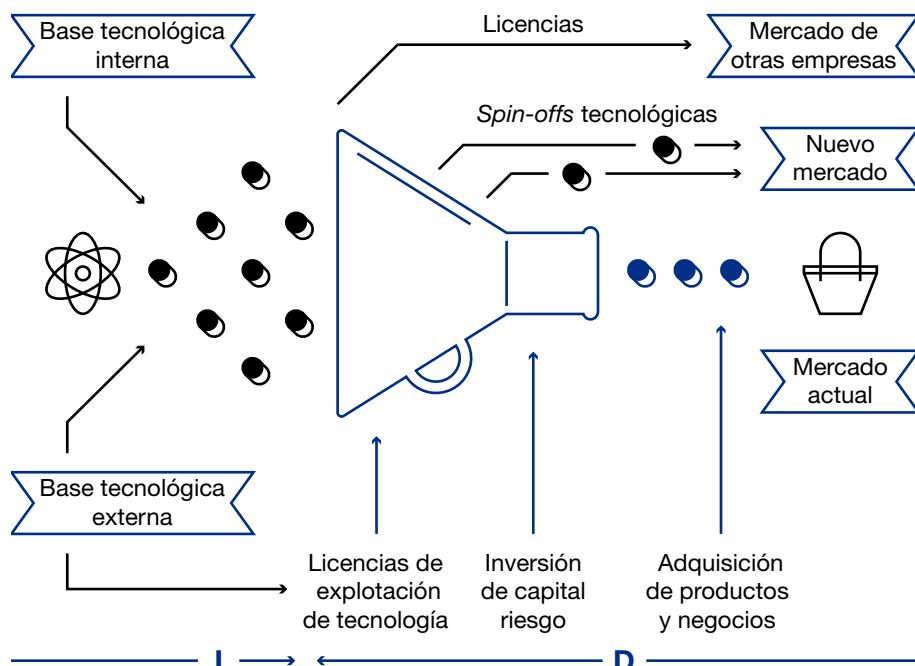 Base tecnológica
interna
Licencias
Mercado de
otras empresas
Spin-offs tecnológicas
Nuevo
mercado
Mercado
actual
Base tecnológica
externa
Licencias de
explotación
de tecnología
Inversión
de capital
riesgo
Adquisición
de productos
y negocios
I
D